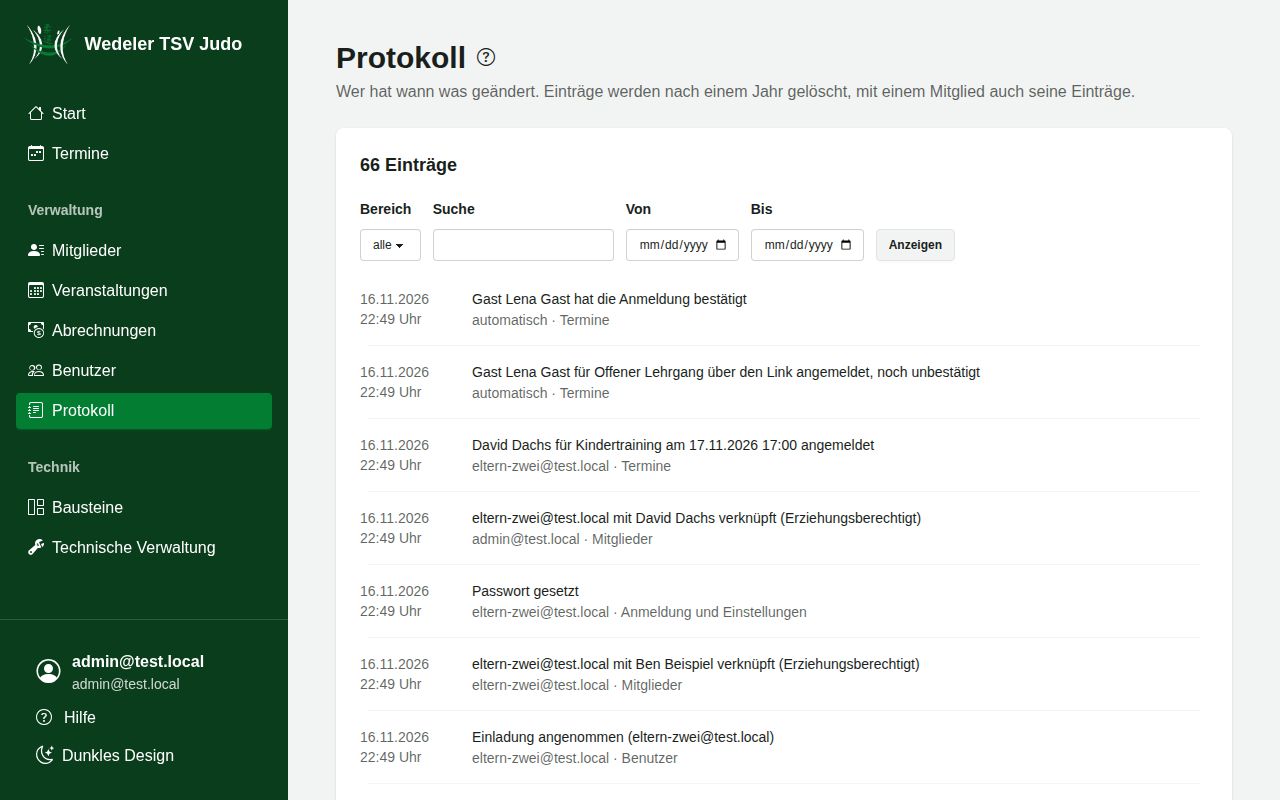 Wedeler TSV Judo
Start
Termine
Verwaltung
Mitglieder
Veranstaltungen
Abrechnungen
Benutzer
Protokoll
Technik
Bausteine
Technische Verwaltung
admin@test.local
admin@test.local
Hilfe
Dunkles Design
Protokoll
Wer hat wann was geändert. Einträge werden nach einem Jahr gelöscht, mit einem Mitglied auch seine Einträge.
66 Einträge
Bereich Suche Von Bis
alle mm/dd/yyyy mm/dd/yyyy Anzeigen
16.11.2026 Gast Lena Gast hat die Anmeldung bestätigt
22:49 Uhr automatisch · Termine
16.11.2026 Gast Lena Gast für Offener Lehrgang über den Link angemeldet, noch unbestätigt
22:49 Uhr automatisch · Termine
16.11.2026 David Dachs für Kindertraining am 17.11.2026 17:00 angemeldet
22:49 Uhr eltern-zwei@test.local · Termine
16.11.2026 eltern-zwei@test.local mit David Dachs verknüpft (Erziehungsberechtigt)
22:49 Uhr admin@test.local · Mitglieder
16.11.2026 Passwort gesetzt
22:49 Uhr eltern-zwei@test.local · Anmeldung und Einstellungen
16.11.2026 eltern-zwei@test.local mit Ben Beispiel verknüpft (Erziehungsberechtigt)
22:49 Uhr eltern-zwei@test.local · Mitglieder
16.11.2026 Einladung angenommen (eltern-zwei@test.local)
22:49 Uhr eltern-zwei@test.local · Benutzer